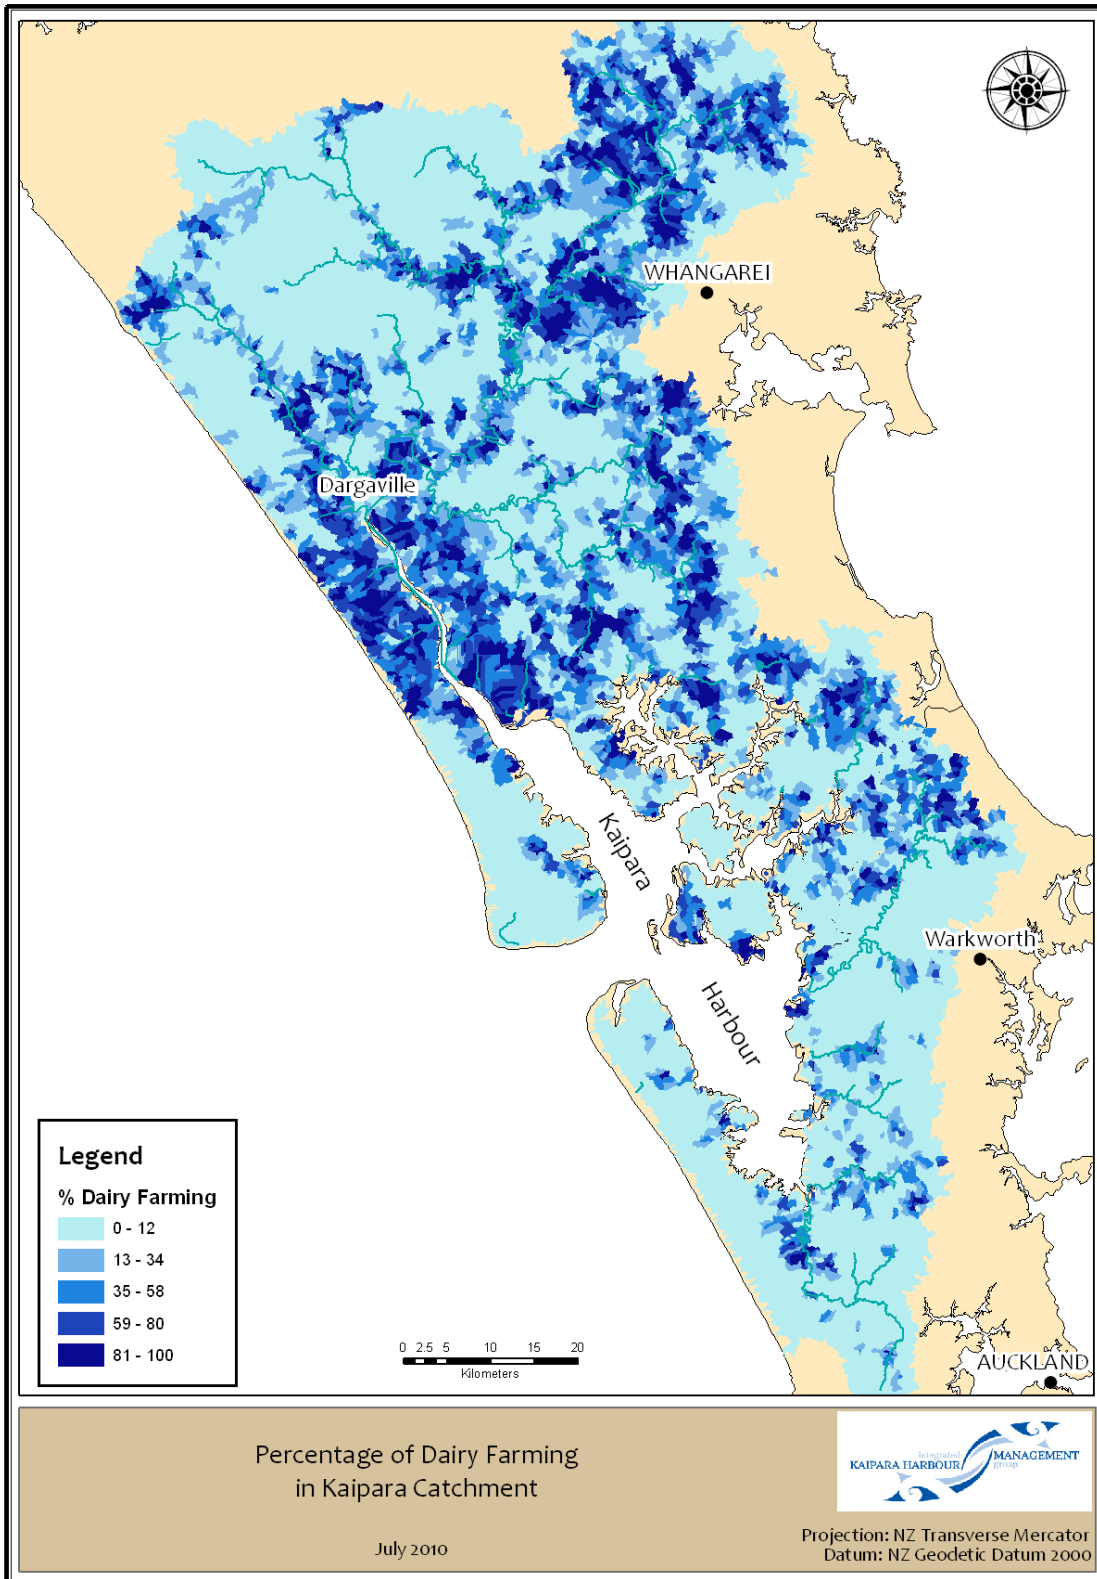 WHANGAREI
Dargaville
Kaipara
Warkworth
Harbour
Legend
% Dairy Farming
0 - 12
13 - 34
35 - 58
59 - 80
81 - 100
0 2.5 5 10 15 20
Kilometers
AUCKLAND
Percentage of Dairy Farming
in Kaipara Catchment
July 2010
integrated
KAIPARA HARBOUR MANAGEMENT
group
Projection: NZ Transverse Mercator
Datum: NZ Geodetic Datum 2000